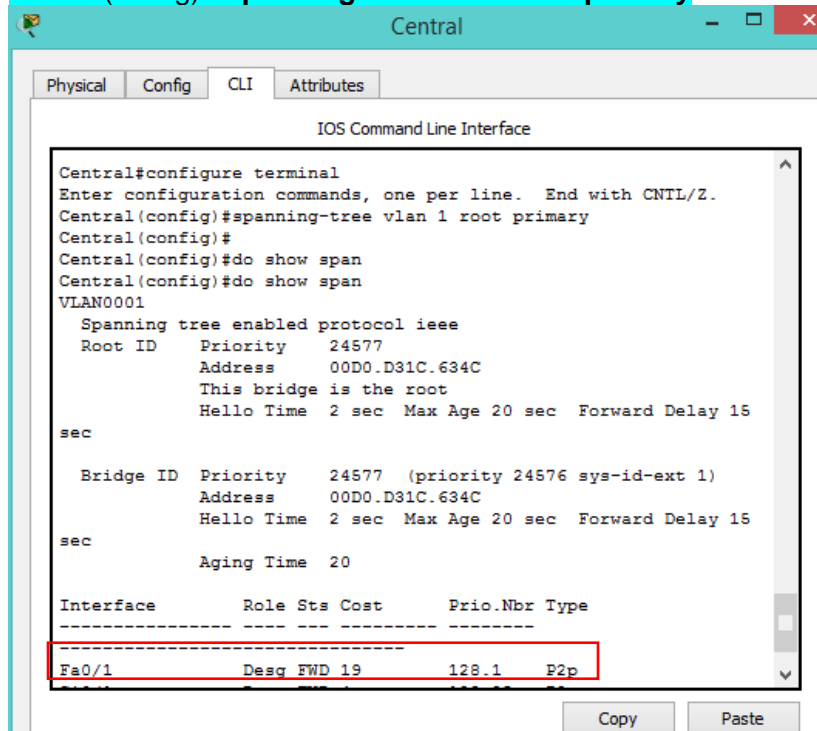 Central
Physical Config CLI Attributes
IOS Command Line Interface
Central#configure terminal
Enter configuration commands, one per line.  End with CNTL/Z.
Central(config)#spanning-tree vlan 1 root primary
Central(config)#
Central(config)#do show span
Central(config)#do show span
VLAN0001
  Spanning tree enabled protocol ieee
  Root ID    Priority    24577
             Address     00D0.D31C.634C
             This bridge is the root
             Hello Time  2 sec  Max Age 20 sec  Forward Delay 15
sec
  Bridge ID  Priority    24577  (priority 24576 sys-id-ext 1)
             Address     00D0.D31C.634C
             Hello Time  2 sec  Max Age 20 sec  Forward Delay 15
sec
             Aging Time  20
Interface        Role Sts Cost      Prio.Nbr Type
---------------- ---- --- --------- --------
--------------------------------
Fa0/1            Desg FWD 19        128.1    P2p
Copy Paste